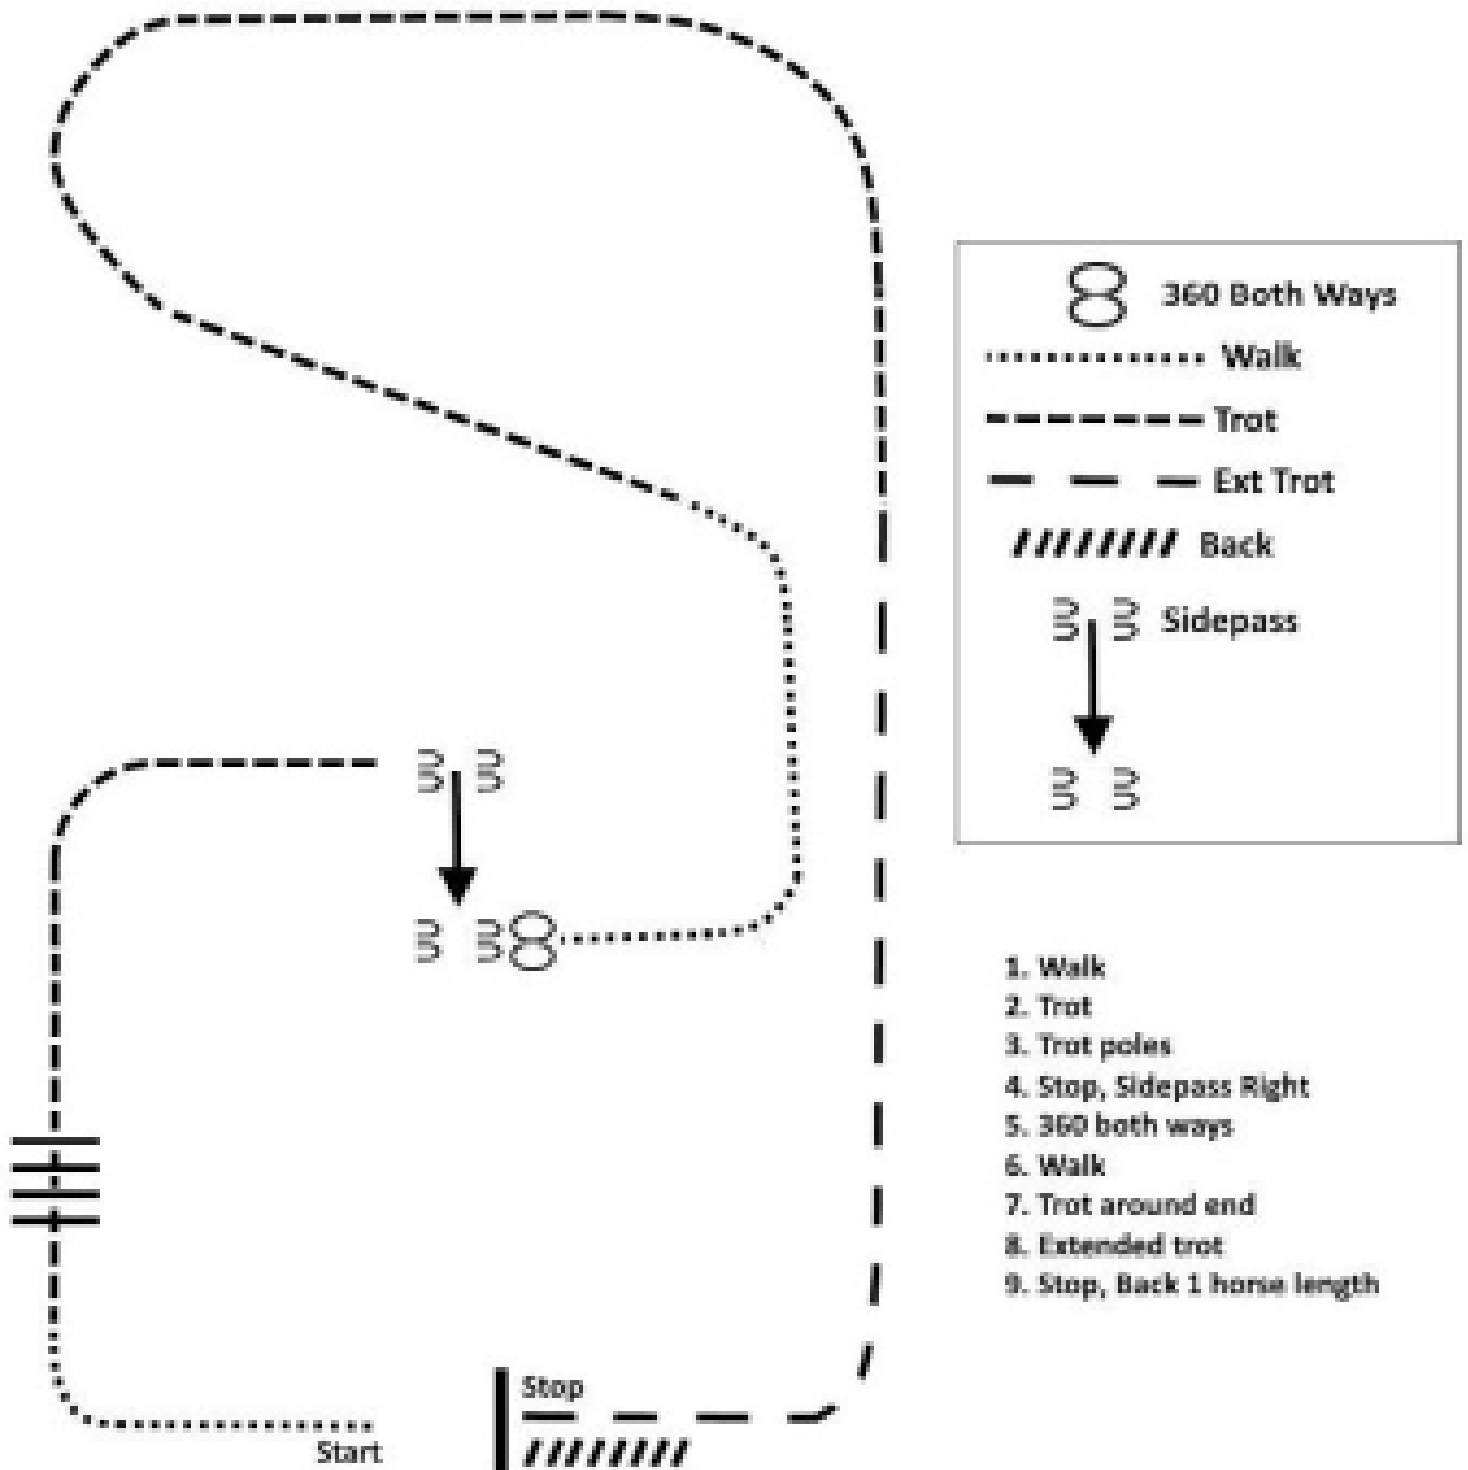 360 Both Ways
Walk
Trot
Ext Trot
Back
Sidepass
1. Walk
2. Trot
3. Trot poles
4. Stop, Sidepass Right
5. 360 both ways
6. Walk
7. Trot around end
8. Extended trot
9. Stop, Back 1 horse length
Stop
Start